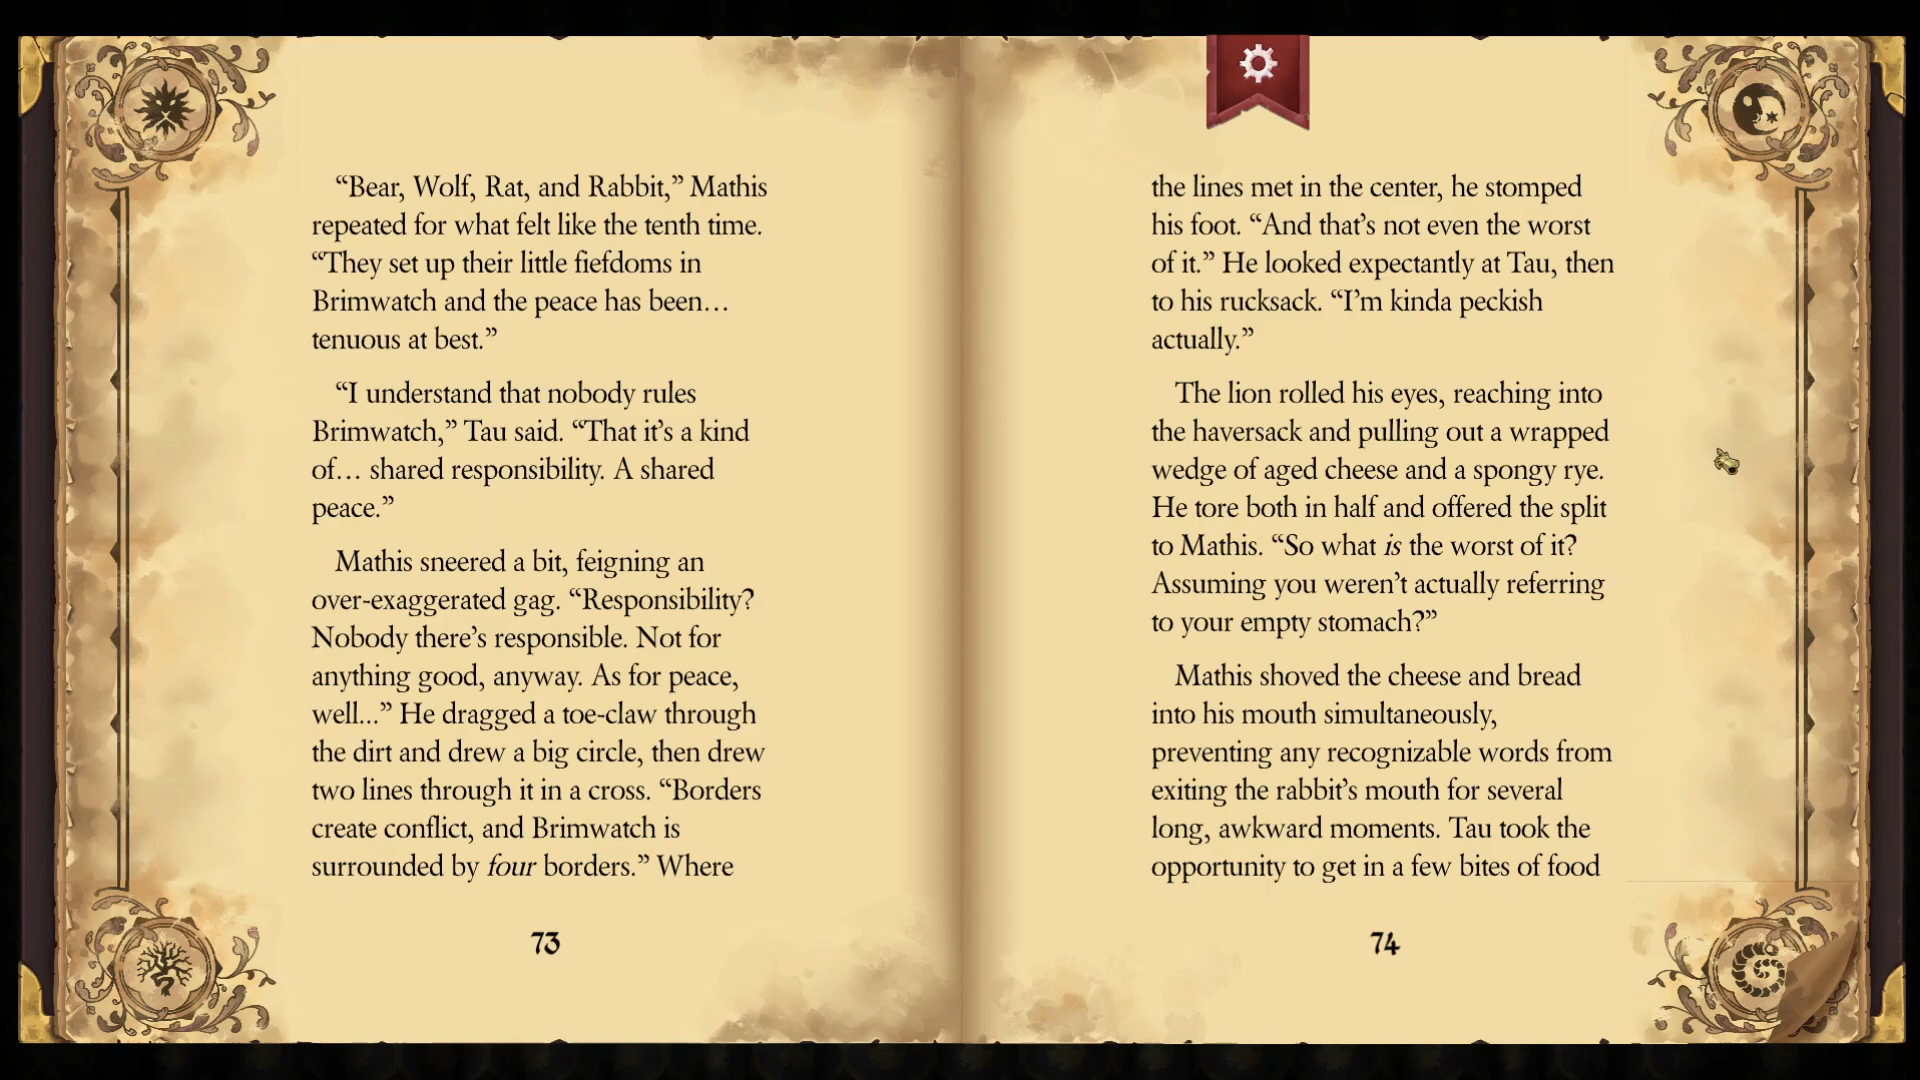 “Bear, Wolf, Rat, and Rabbit,” Mathis
repeated for what felt like the tenth time.
“They set up their little fiefdoms in
Brimwatch and the peace has been…
tenuous at best.”
“I understand that nobody rules
Brimwatch,” Tau said. “That it’s a kind
of… shared responsibility. A shared
peace.”
Mathis sneered a bit, feigning an
over-exaggerated gag. “Responsibility?
Nobody there’s responsible. Not for
anything good, anyway. As for peace,
well...” He dragged a toe-claw through
the dirt and drew a big circle, then drew
two lines through it in a cross. “Borders
create conflict, and Brimwatch is
surrounded by four borders.” Where
73
the lines met in the center, he stomped
his foot. “And that’s not even the worst
of it.” He looked expectantly at Tau, then
to his rucksack. “I’m kinda peckish
actually.”
The lion rolled his eyes, reaching into
the haversack and pulling out a wrapped
wedge of aged cheese and a spongy rye.
He tore both in half and offered the split
to Mathis. “So what is the worst of it?
Assuming you weren’t actually referring
to your empty stomach?”
Mathis shoved the cheese and bread
into his mouth simultaneously,
preventing any recognizable words from
exiting the rabbit’s mouth for several
long, awkward moments. Tau took the
opportunity to get in a few bites of food
74